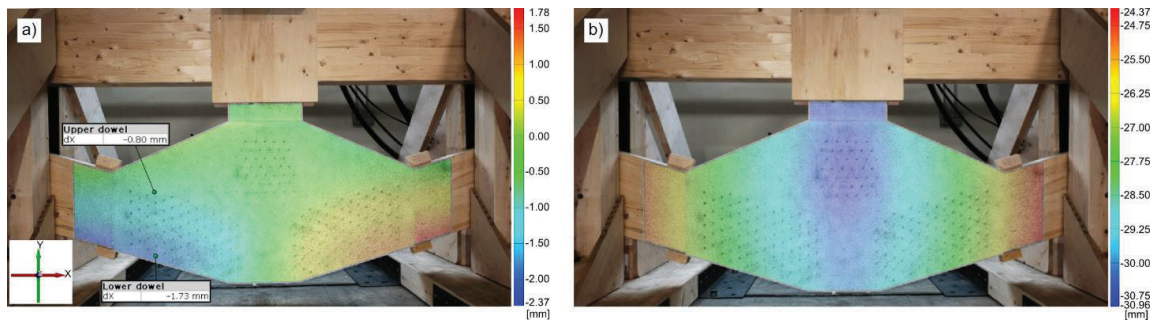 a)
Upper dowel
dX -0.80 mm
Lower dowel
dX -1.73 mm
Y
X
1.78
1.50
1.00
0.50
0.00
-0.50
-1.00
-1.50
-2.00
-2.37
[mm]
b)
-24.37
-24.75
-25.50
-26.25
-27.00
-27.75
-28.50
-29.25
-30.00
-30.75
-30.96
[mm]